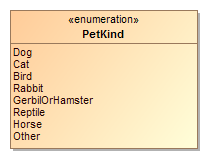 «enumeration»
PetKind
Dog
Cat
Bird
Rabbit
GerbilOrHamster
Reptile
Horse
Other